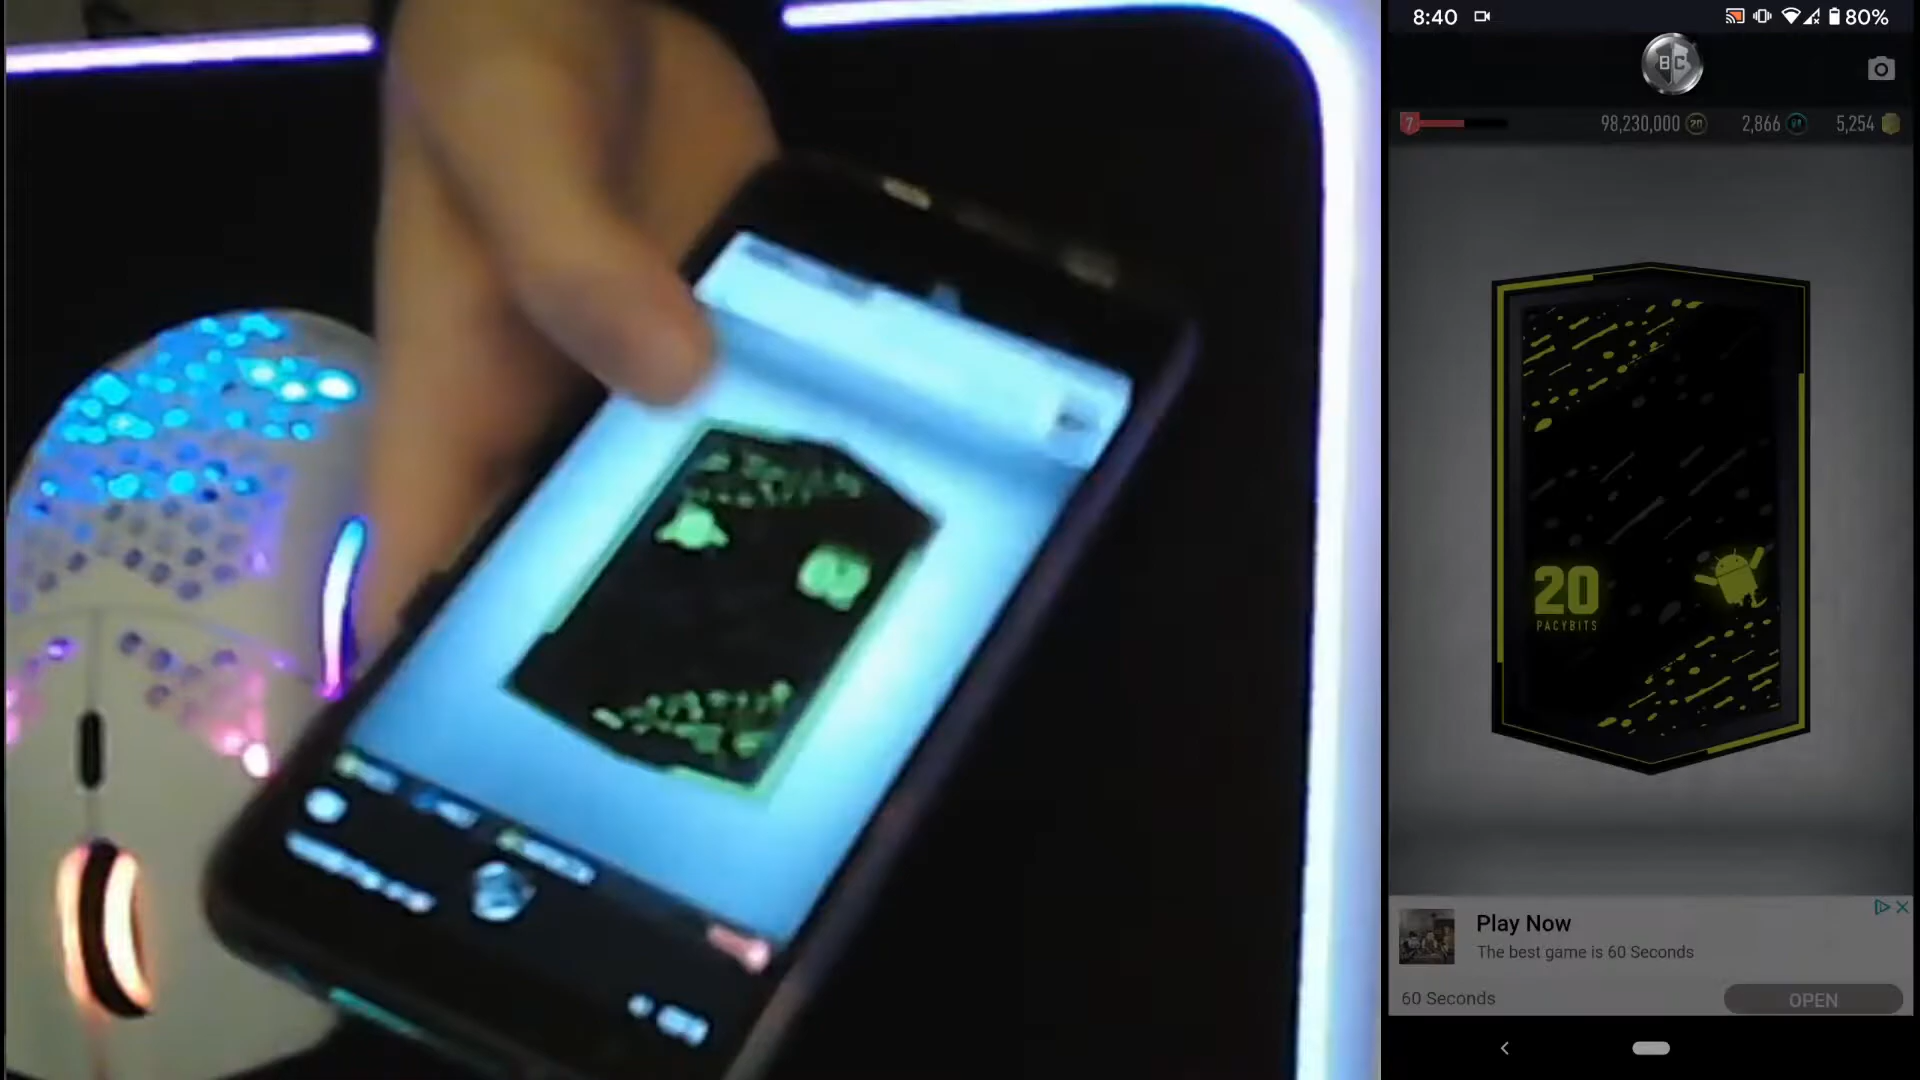 8:40
80%
BC
7
98,230,000 20
2,866
5,254
20
PACYBITS
Play Now
The best game is 60 Seconds
60 Seconds
OPEN